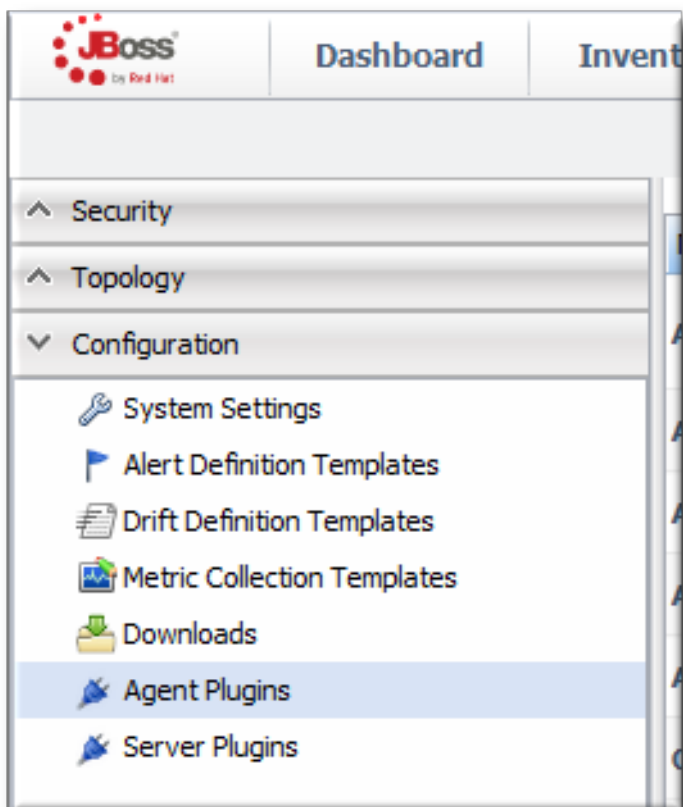 JBoss
by Red Hat
Dashboard
Invent
Security
Topology
Configuration
System Settings
Alert Definition Templates
Drift Definition Templates
Metric Collection Templates
Downloads
Agent Plugins
Server Plugins